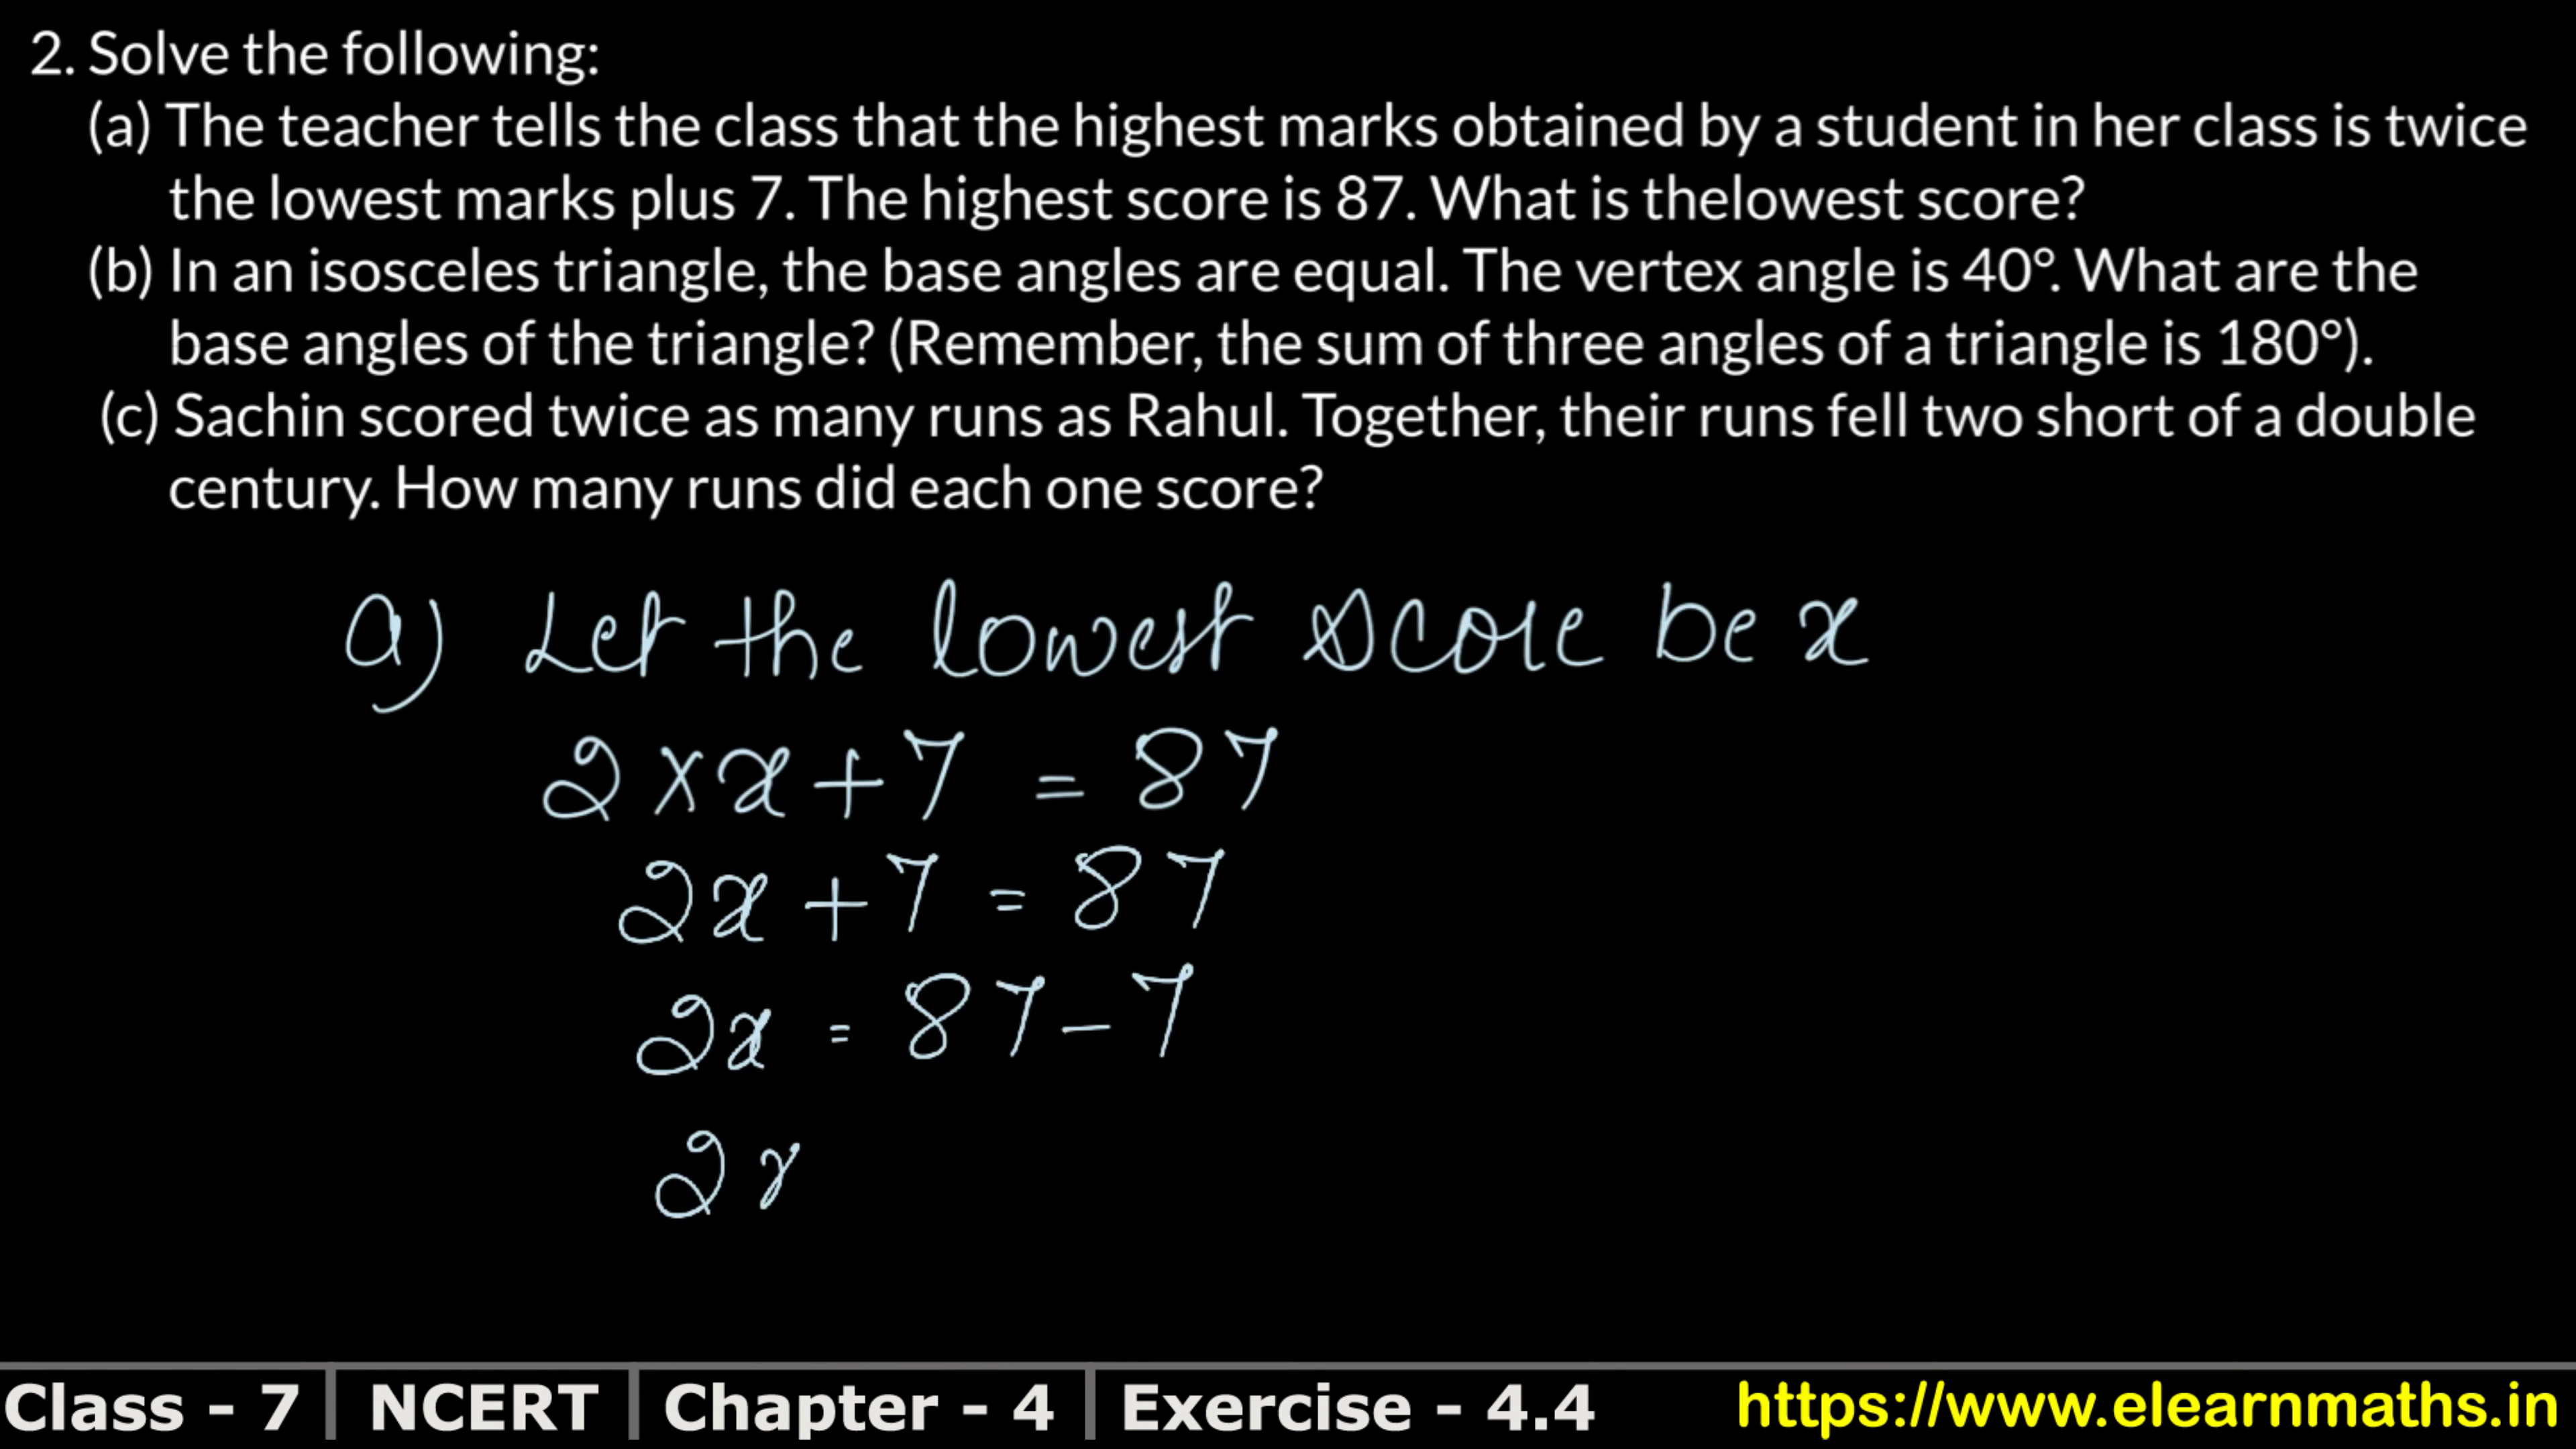 2. Solve the following:
(a) The teacher tells the class that the highest marks obtained by a student in her class is twice
the lowest marks plus 7. The highest score is 87. What is thelowest score?
(b) In an isosceles triangle, the base angles are equal. The vertex angle is 40°. What are the
base angles of the triangle? (Remember, the sum of three angles of a triangle is 180°).
(c) Sachin scored twice as many runs as Rahul. Together, their runs fell two short of a double
century. How many runs did each one score?
a) Let the lowest score be x
2 × x + 7 = 87
2x + 7 = 87
2x = 87 - 7
2x
Class - 7 | NCERT | Chapter - 4 | Exercise - 4.4 https://www.elearnmaths.in